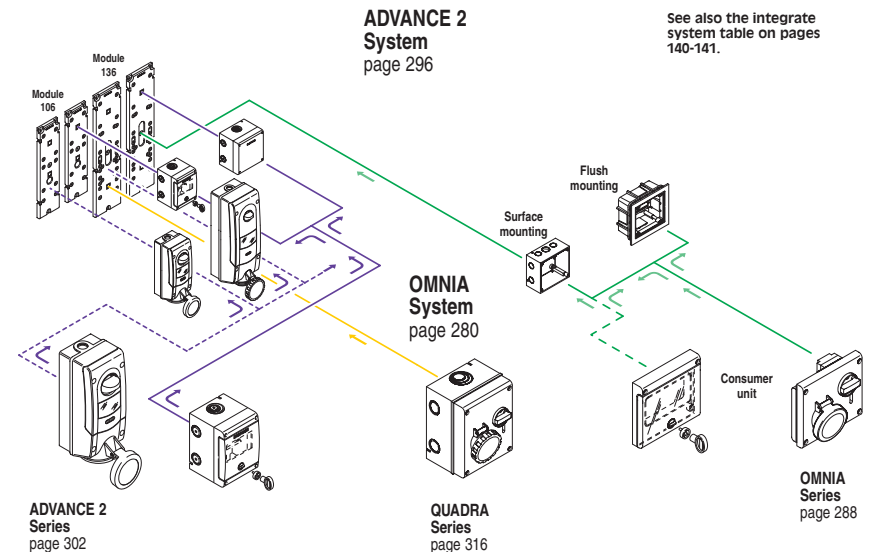 ADVANCE 2
System
page 296
See also the integrate
system table on pages
140-141.
Module
136
Module
106
Flush
mounting
Surface
mounting
OMNIA
System
page 280
Consumer
unit
ADVANCE 2
Series
page 302
QUADRA
Series
page 316
OMNIA
Series
page 288